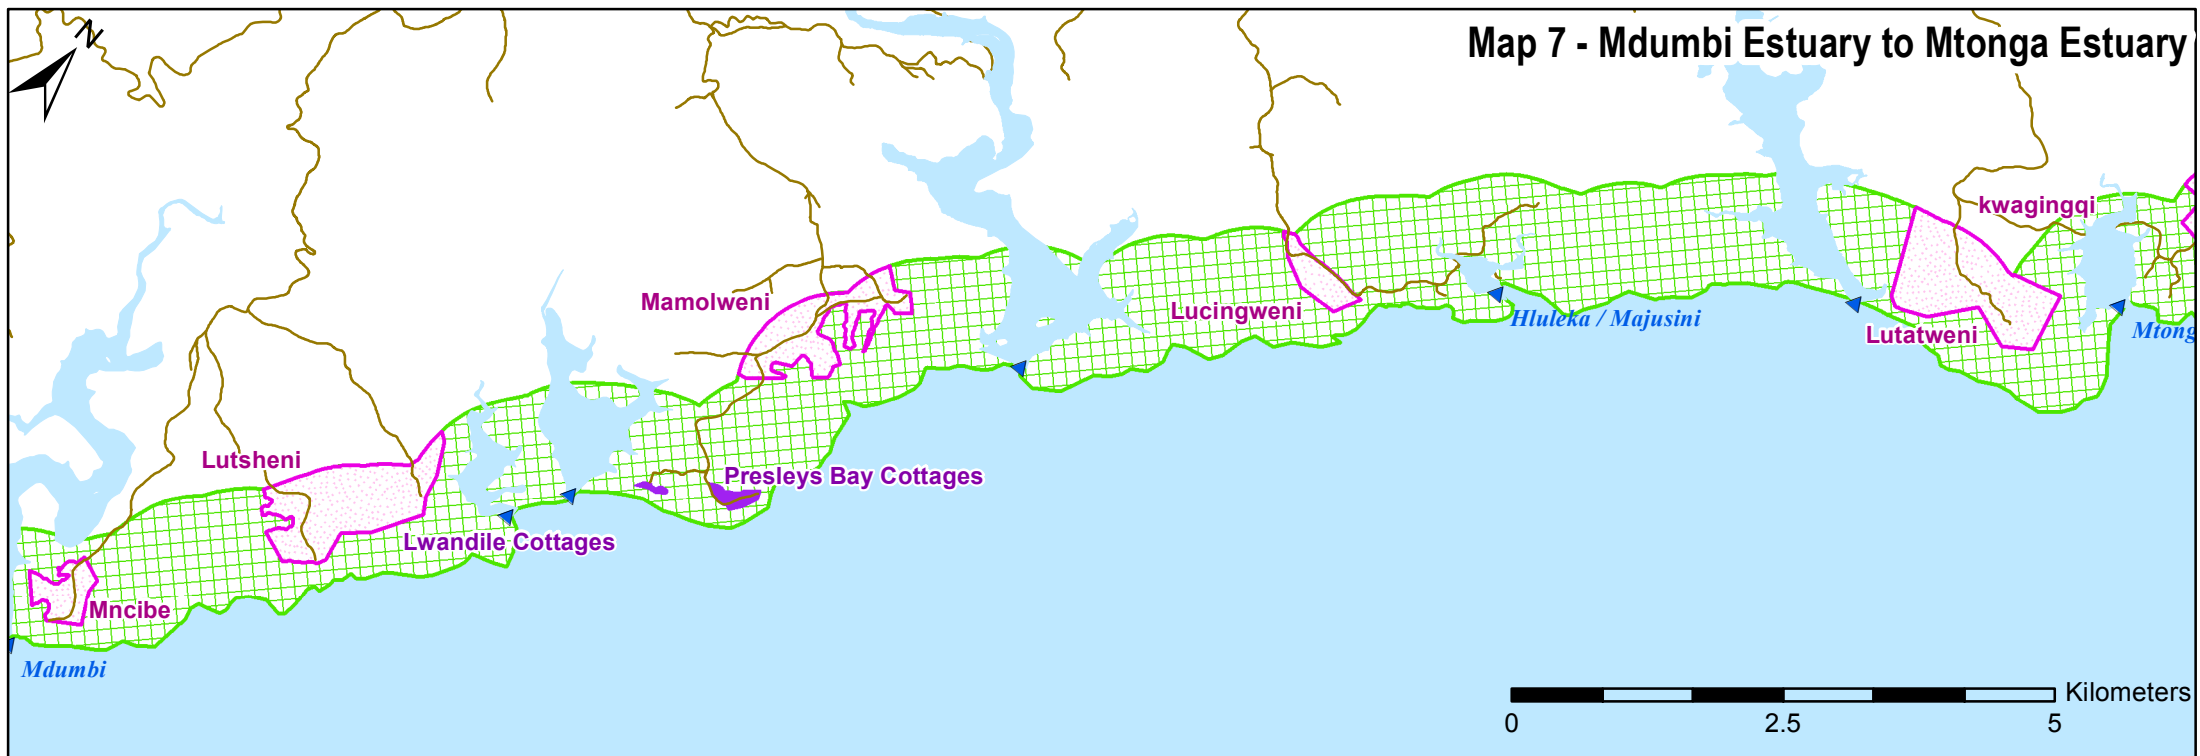 N
Map 7 - Mdumbi Estuary to Mtonga Estuary
kwagingqi
Mamolweni
Lucingweni
Hluleka / Majusini
Lutatweni
Mtong
Lutsheni
Presleys Bay Cottages
Lwandile Cottages
Mncibe
Mdumbi
Kilometers
0 2.5 5